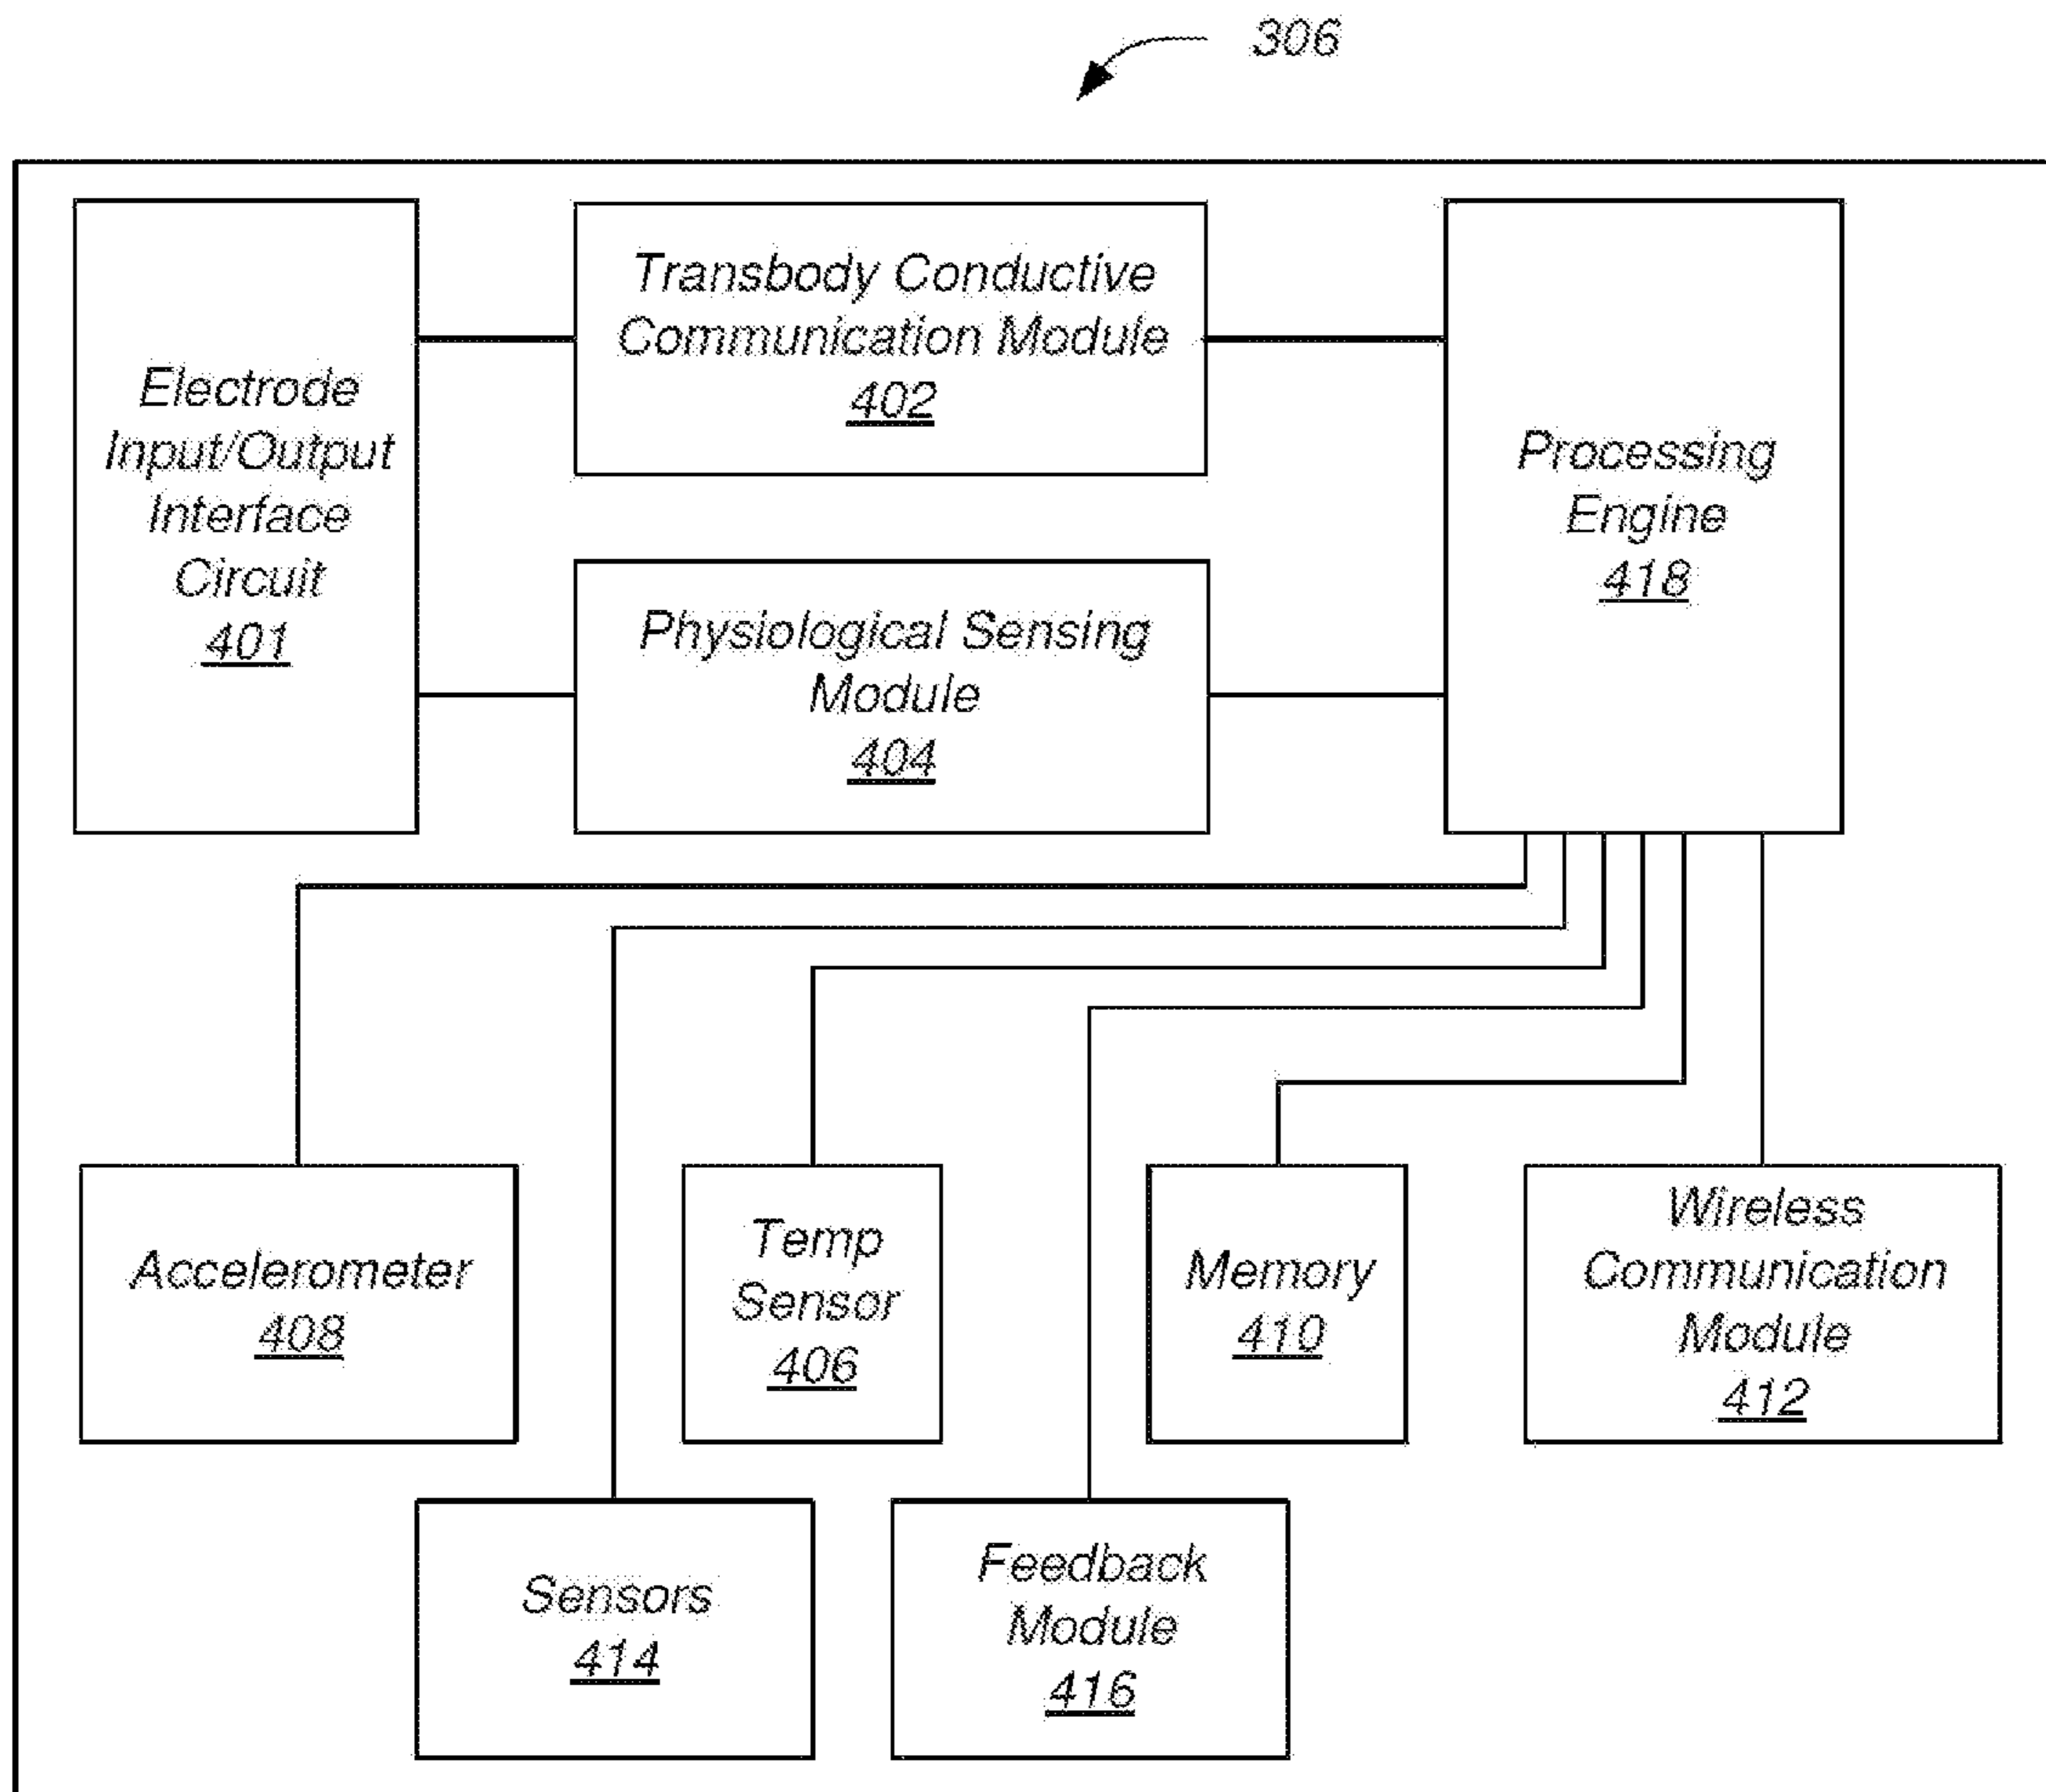 306
Electrode
Input/Output
Interface
Circuit
401
Transbody Conductive
Communication Module
402
Physiological Sensing
Module
404
Processing
Engine
418
Accelerometer
408
Temp
Sensor
406
Memory
410
Wireless
Communication
Module
412
Sensors
414
Feedback
Module
416